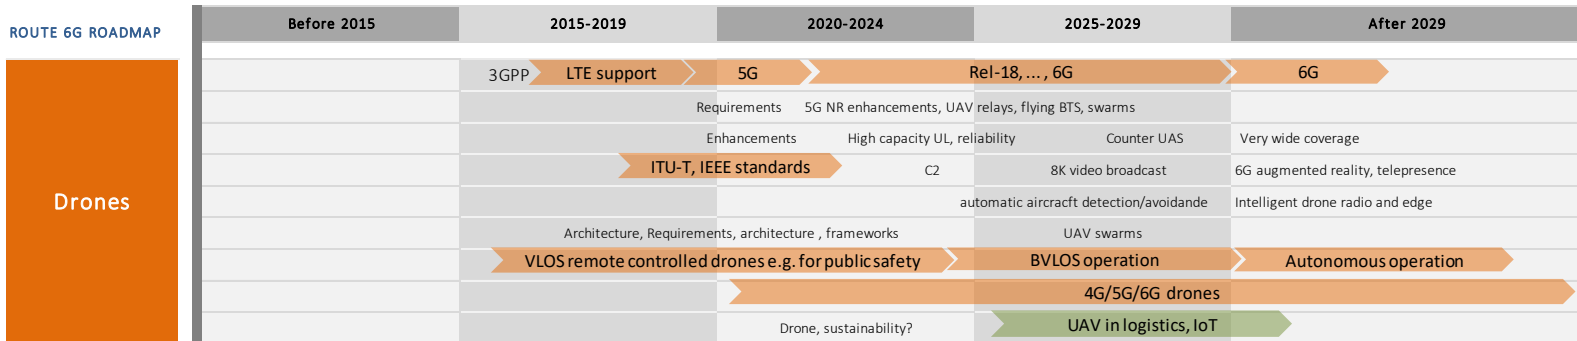 Before 2015 2015-2019 2020-2024 2025-2029 After 2029
ROUTE 6G ROADMAP
3GPP LTE support 5G Rel-18, ... , 6G 6G
Requirements 5G NR enhancements, UAV relays, flying BTS, swarms
Enhancements High capacity UL, reliability Counter UAS Very wide coverage
ITU-T, IEEE standards C2 8K video broadcast 6G augmented reality, telepresence
Drones
automatic aircracft detection/avoidande Intelligent drone radio and edge
Architecture, Requirements, architecture , frameworks UAV swarms
VLOS remote controlled drones e.g. for public safety BVLOS operation Autonomous operation
4G/5G/6G drones
Drone, sustainability? UAV in logistics, IoT